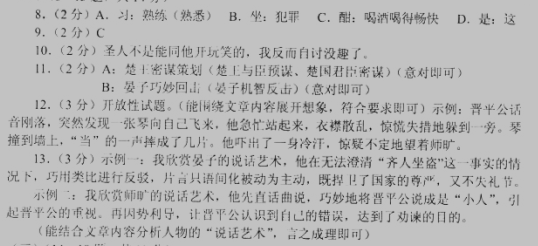 8.（2分）A．习：熟练（熟悉） B．坐：犯罪 C．酣：喝酒喝得畅快 D．是：这
9.（2分）C
10.（2分）圣人不是能同他开玩笑的，我反而自讨没趣了。
11.（2分）A：楚王密谋策划（楚王与臣预谋、楚国君臣密谋）（意对即可）
B：晏子巧妙回击（晏子机智反击）（意对即可）
12.（3分）开放性试题。（能围绕文章内容展开想象，符合要求即可）示例：晋平公话
音刚落，突然发现一张琴向自己飞来，他急忙站起来，衣襟散乱，惊慌失措地躲到一旁。琴
撞到墙上，“当”的一声摔成了几片。他吓出了一身冷汗，惊疑不定地望着师旷。
13.（3分）示例一：我欣赏晏子的说话艺术，他在无法澄清“齐人坐盗”这一事实的情
况下，巧用类比进行反驳，片言只语间化被动为主动，既捍卫了国家的尊严，又不失礼节。
示例二：我欣赏师旷的说话艺术，他先直话曲说，巧妙地将晋平公说成是“小人”，引
起晋平公的重视。再因势利导，让晋平公认识到自己的错误，达到了劝谏的目的。
（能结合文章内容分析人物的“说话艺术”，言之成理即可）